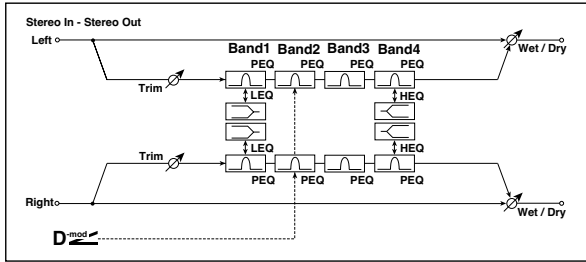 Stereo In - Stereo Out
Left
Wet / Dry
Band1 Band2 Band3 Band4
PEQ PEQ PEQ PEQ
Trim
LEQ HEQ
LEQ HEQ
Trim
PEQ PEQ PEQ PEQ
Right
Wet / Dry
D-mod